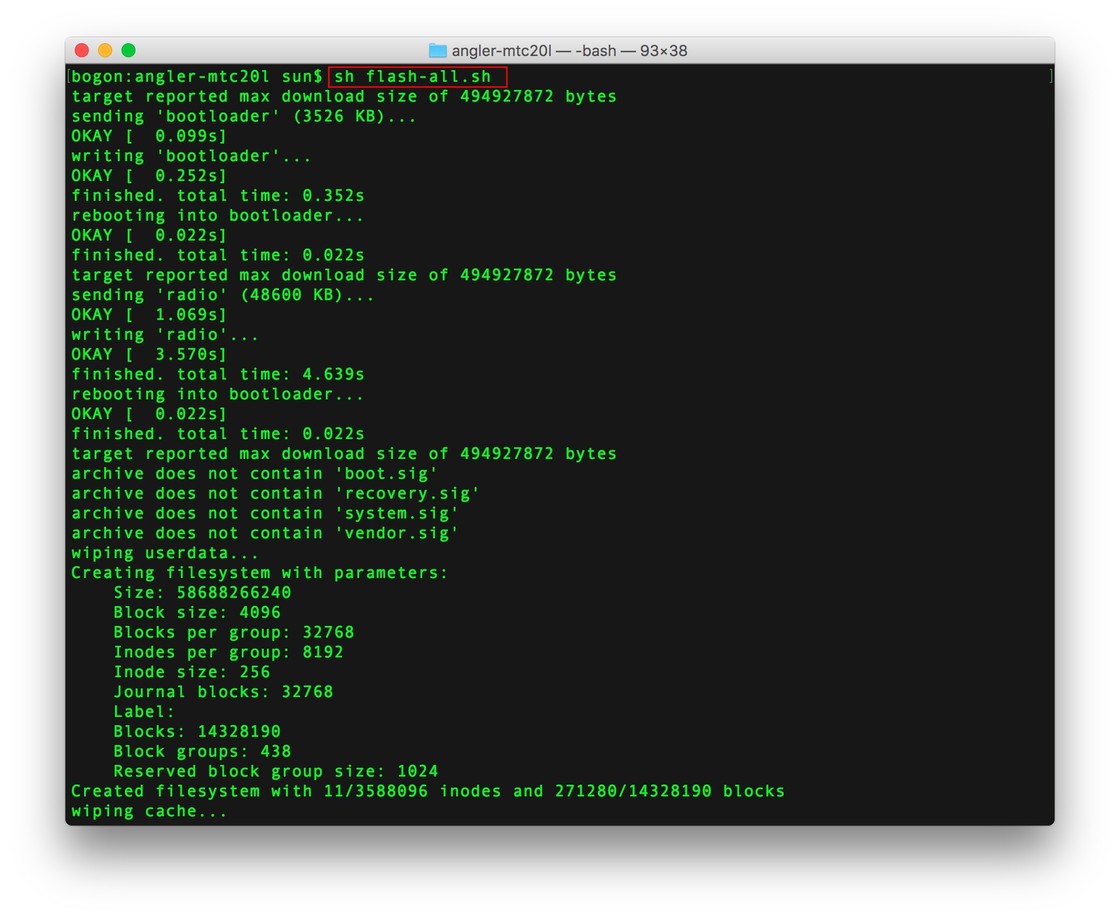 angler-mtc20l — -bash — 93×38
[bogon:angler-mtc20l sun$ sh flash-all.sh ]
target reported max download size of 494927872 bytes
sending 'bootloader' (3526 KB)...
OKAY [  0.099s]
writing 'bootloader'...
OKAY [  0.252s]
finished. total time: 0.352s
rebooting into bootloader...
OKAY [  0.022s]
finished. total time: 0.022s
target reported max download size of 494927872 bytes
sending 'radio' (48600 KB)...
OKAY [  1.069s]
writing 'radio'...
OKAY [  3.570s]
finished. total time: 4.639s
rebooting into bootloader...
OKAY [  0.022s]
finished. total time: 0.022s
target reported max download size of 494927872 bytes
archive does not contain 'boot.sig'
archive does not contain 'recovery.sig'
archive does not contain 'system.sig'
archive does not contain 'vendor.sig'
wiping userdata...
Creating filesystem with parameters:
    Size: 58688266240
    Block size: 4096
    Blocks per group: 32768
    Inodes per group: 8192
    Inode size: 256
    Journal blocks: 32768
    Label:
    Blocks: 14328190
    Block groups: 438
    Reserved block group size: 1024
Created filesystem with 11/3588096 inodes and 271280/14328190 blocks
wiping cache...